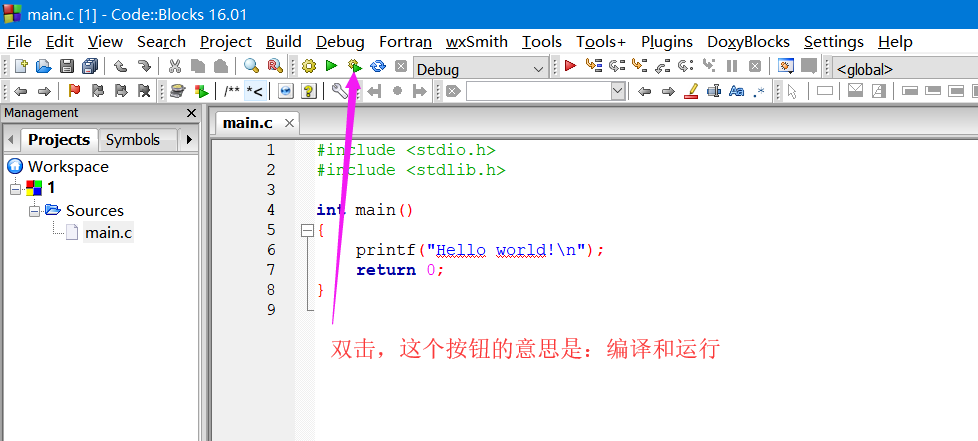 main.c [1] - Code::Blocks 16.01
File Edit View Search Project Build Debug Fortran wxSmith Tools Tools+ Plugins DoxyBlocks Settings Help
Debug
<global>
/** *<
Aa .*
Management
Projects Symbols
main.c
Workspace
1
Sources
main.c
1 #include <stdio.h>
2 #include <stdlib.h>
3
4 int main()
5 {
6 printf("Hello world!\n");
7 return 0;
8 }
9
双击，这个按钮的意思是：编译和运行